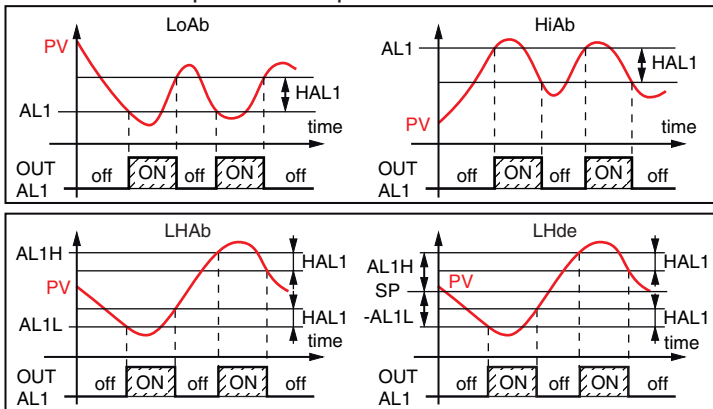 LoAb
PV
AL1
HAL1
time
OUT
AL1
off ON off ON off
HiAb
AL1
HAL1
PV
time
OUT
AL1
off ON off ON off
LHAb
AL1H
HAL1
PV
AL1L
HAL1
time
OUT
AL1
off ON off ON off
LHde
AL1H
HAL1
PV
SP
-AL1L
HAL1
time
OUT
AL1
off ON off ON off